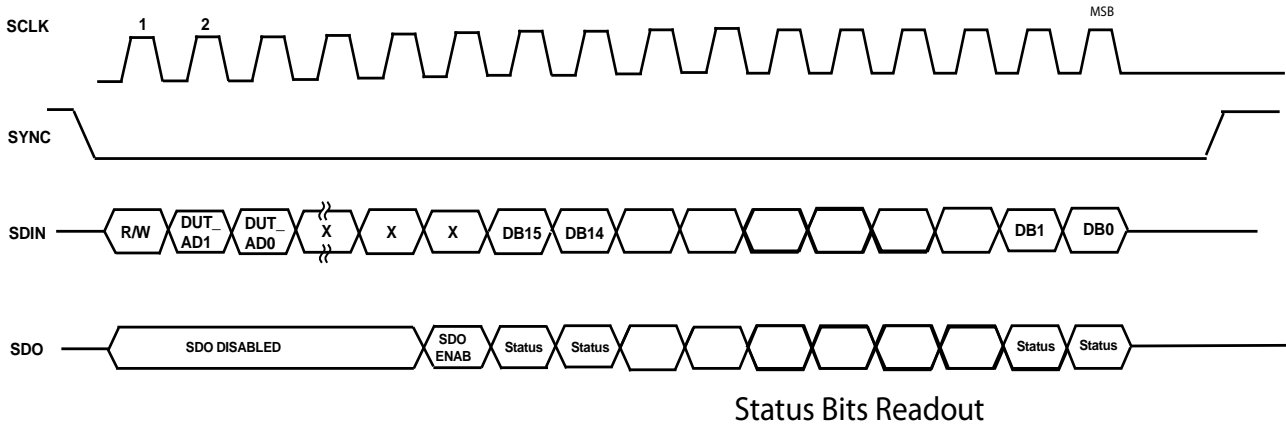 MSB
SCLK 1 2
SYNC
SDIN R/W DUT_ AD1 DUT_ AD0 X X X DB15 DB14 DB1 DB0
SDO SDO DISABLED SDO ENAB Status Status Status Status
Status Bits Readout